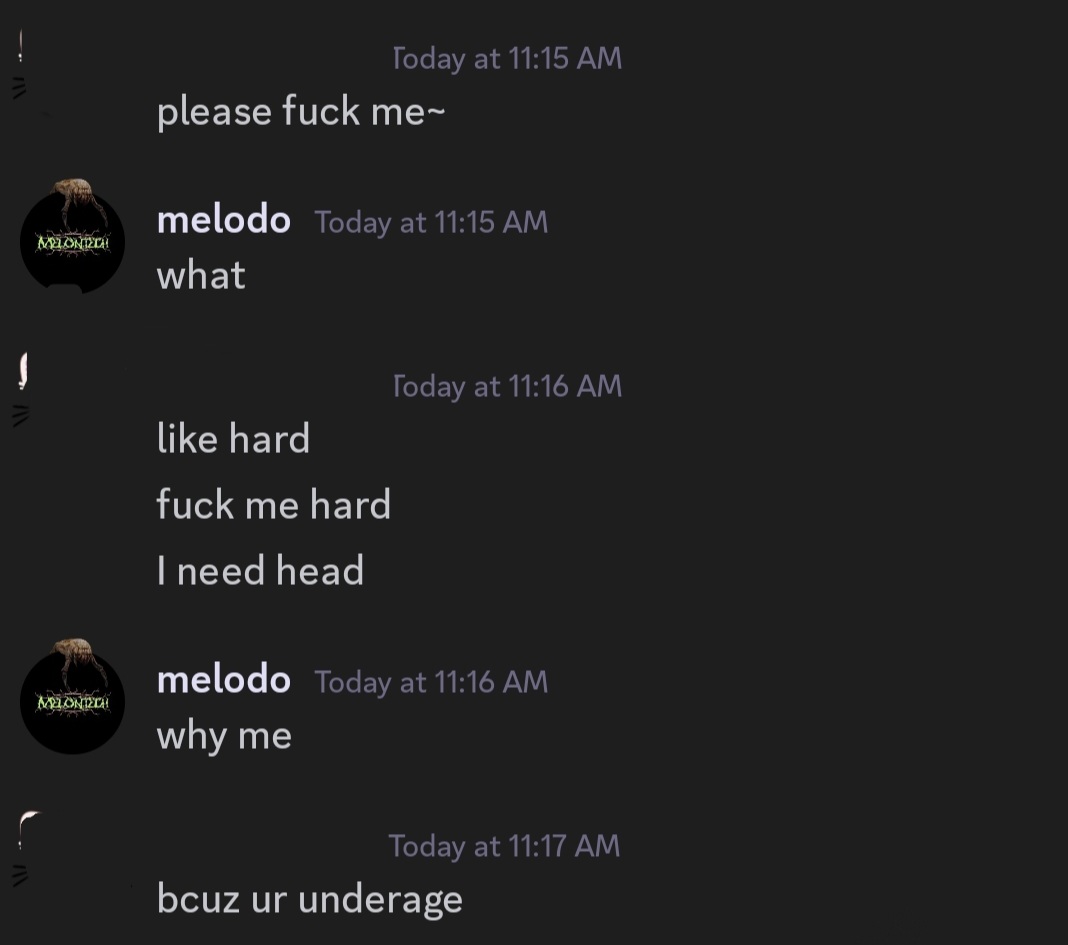 Today at 11:15 AM
please fuck me~
melodo Today at 11:15 AM
what
Today at 11:16 AM
like hard
fuck me hard
I need head
melodo Today at 11:16 AM
why me
Today at 11:17 AM
bcuz ur underage